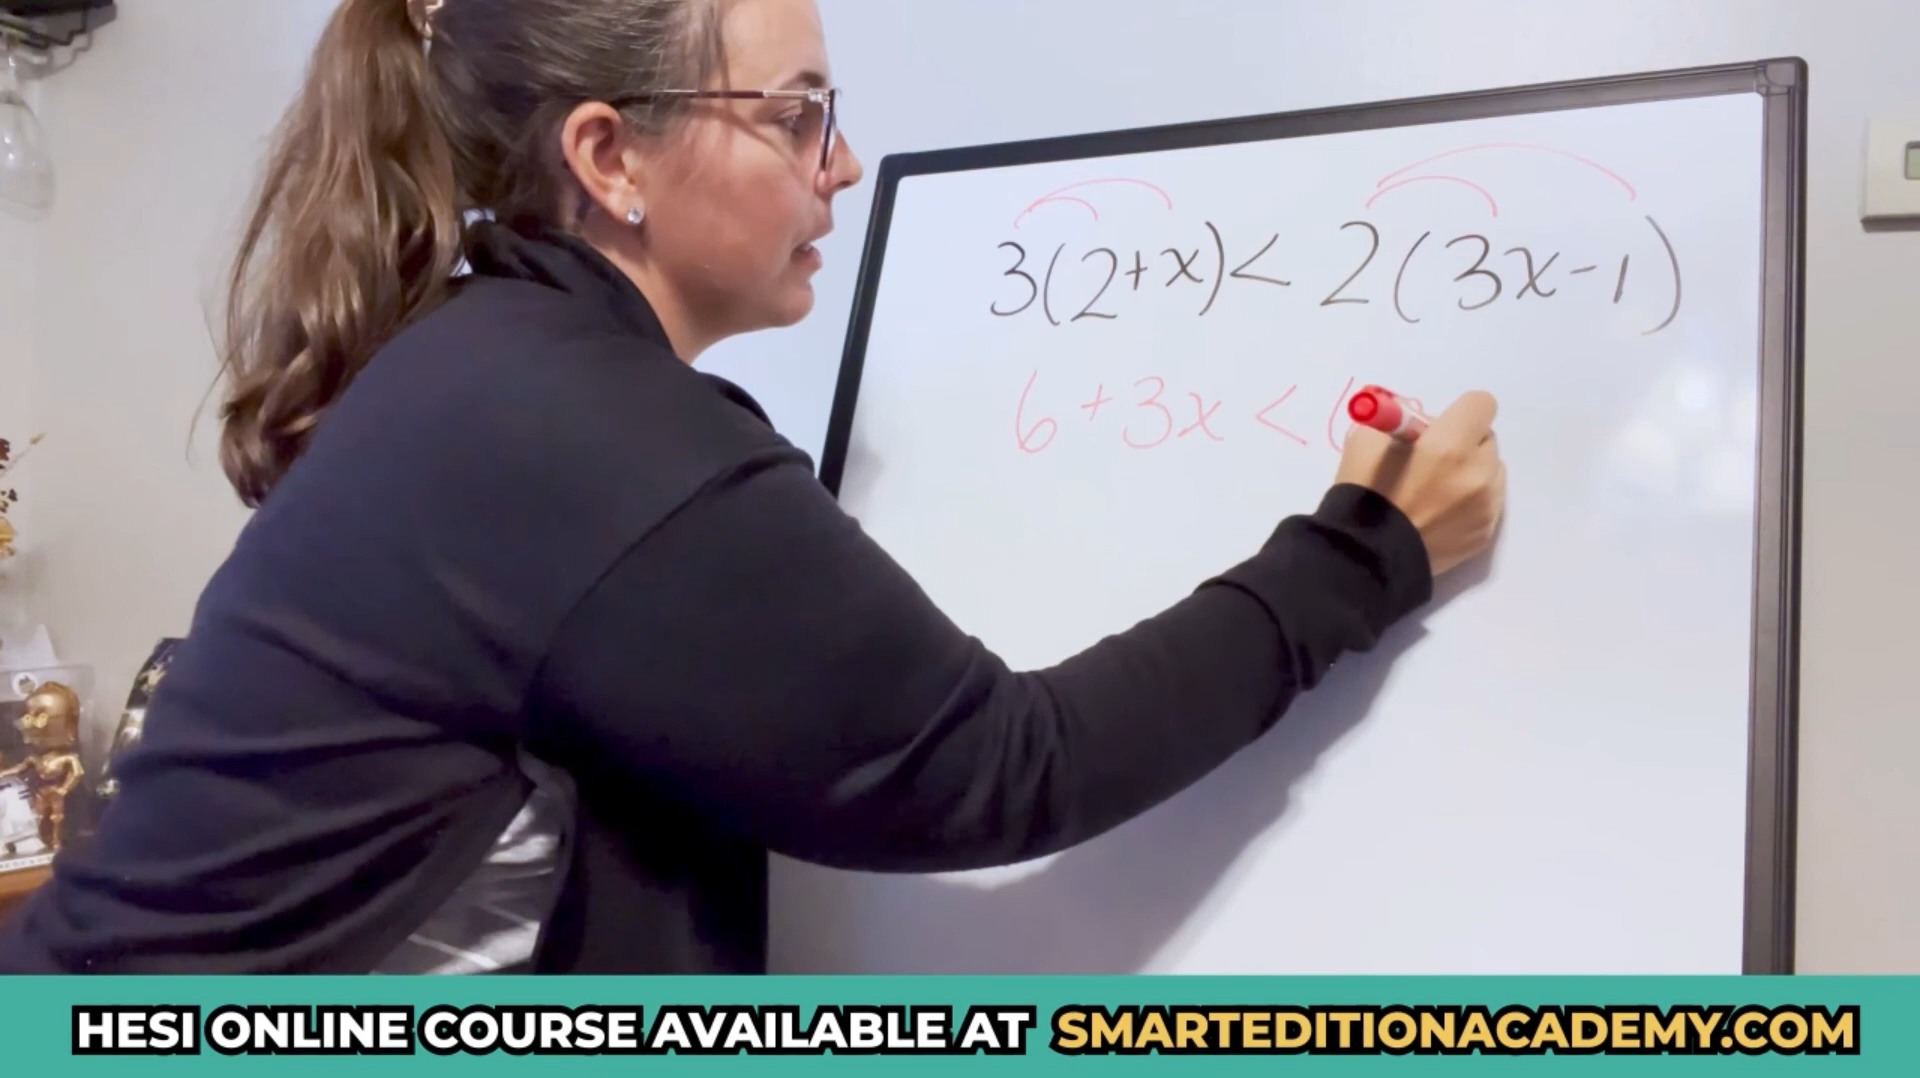 3(2+x)< 2(3x-1)
6+3x <
HESI ONLINE COURSE AVAILABLE AT SMARTEDITIONACADEMY.COM